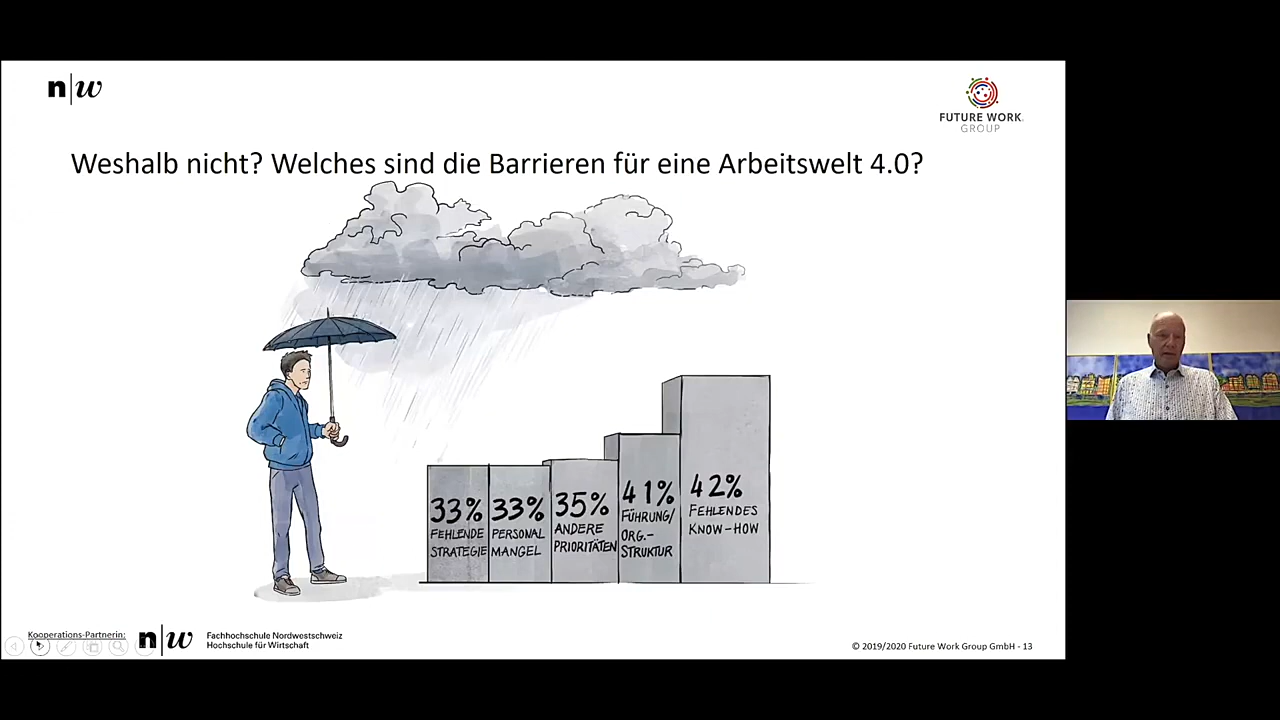 n|w
FUTURE WORK®
GROUP
Weshalb nicht? Welches sind die Barrieren für eine Arbeitswelt 4.0?
33%
FEHLENDE
STRATEGIE
33%
PERSONAL
MANGEL
35%
ANDERE
PRIORITÄTEN
41%
FÜHRUNG/
ORG.-
STRUKTUR
42%
FEHLENDES
KNOW-HOW
Kooperations-Partnerin:
n|w
Fachhochschule Nordwestschweiz
Hochschule für Wirtschaft
© 2019/2020 Future Work Group GmbH - 13